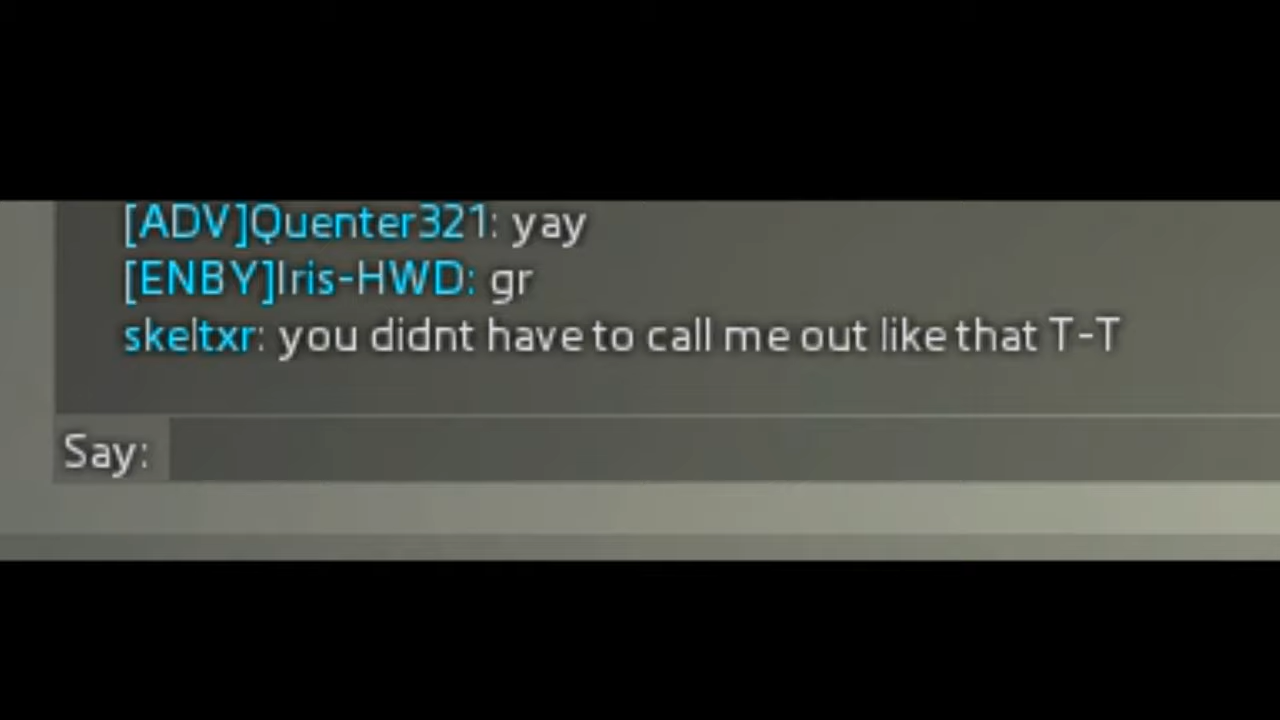 [ADV]Quenter321: yay
[ENBY]Iris-HWD: gr
skeltxr: you didnt have to call me out like that T-T
Say: